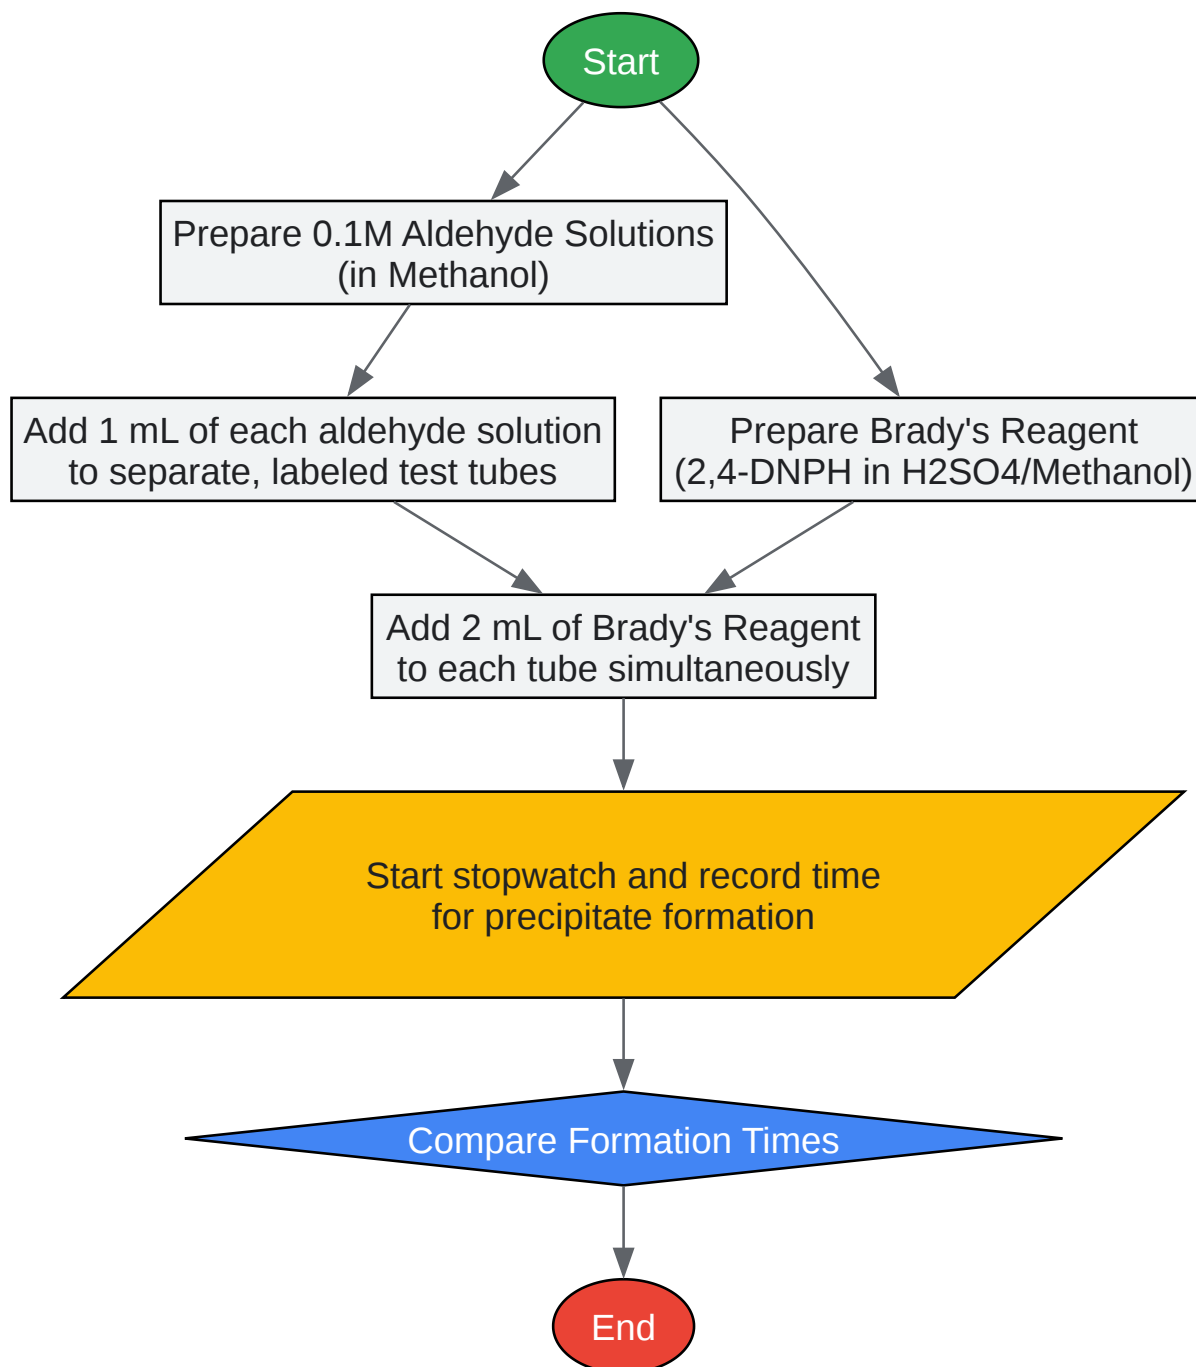 Start
Prepare 0.1M Aldehyde Solutions
(in Methanol)
Add 1 mL of each aldehyde solution
to separate, labeled test tubes
Prepare Brady's Reagent
(2,4-DNPH in H2SO4/Methanol)
Add 2 mL of Brady's Reagent
to each tube simultaneously
Start stopwatch and record time
for precipitate formation
Compare Formation Times
End